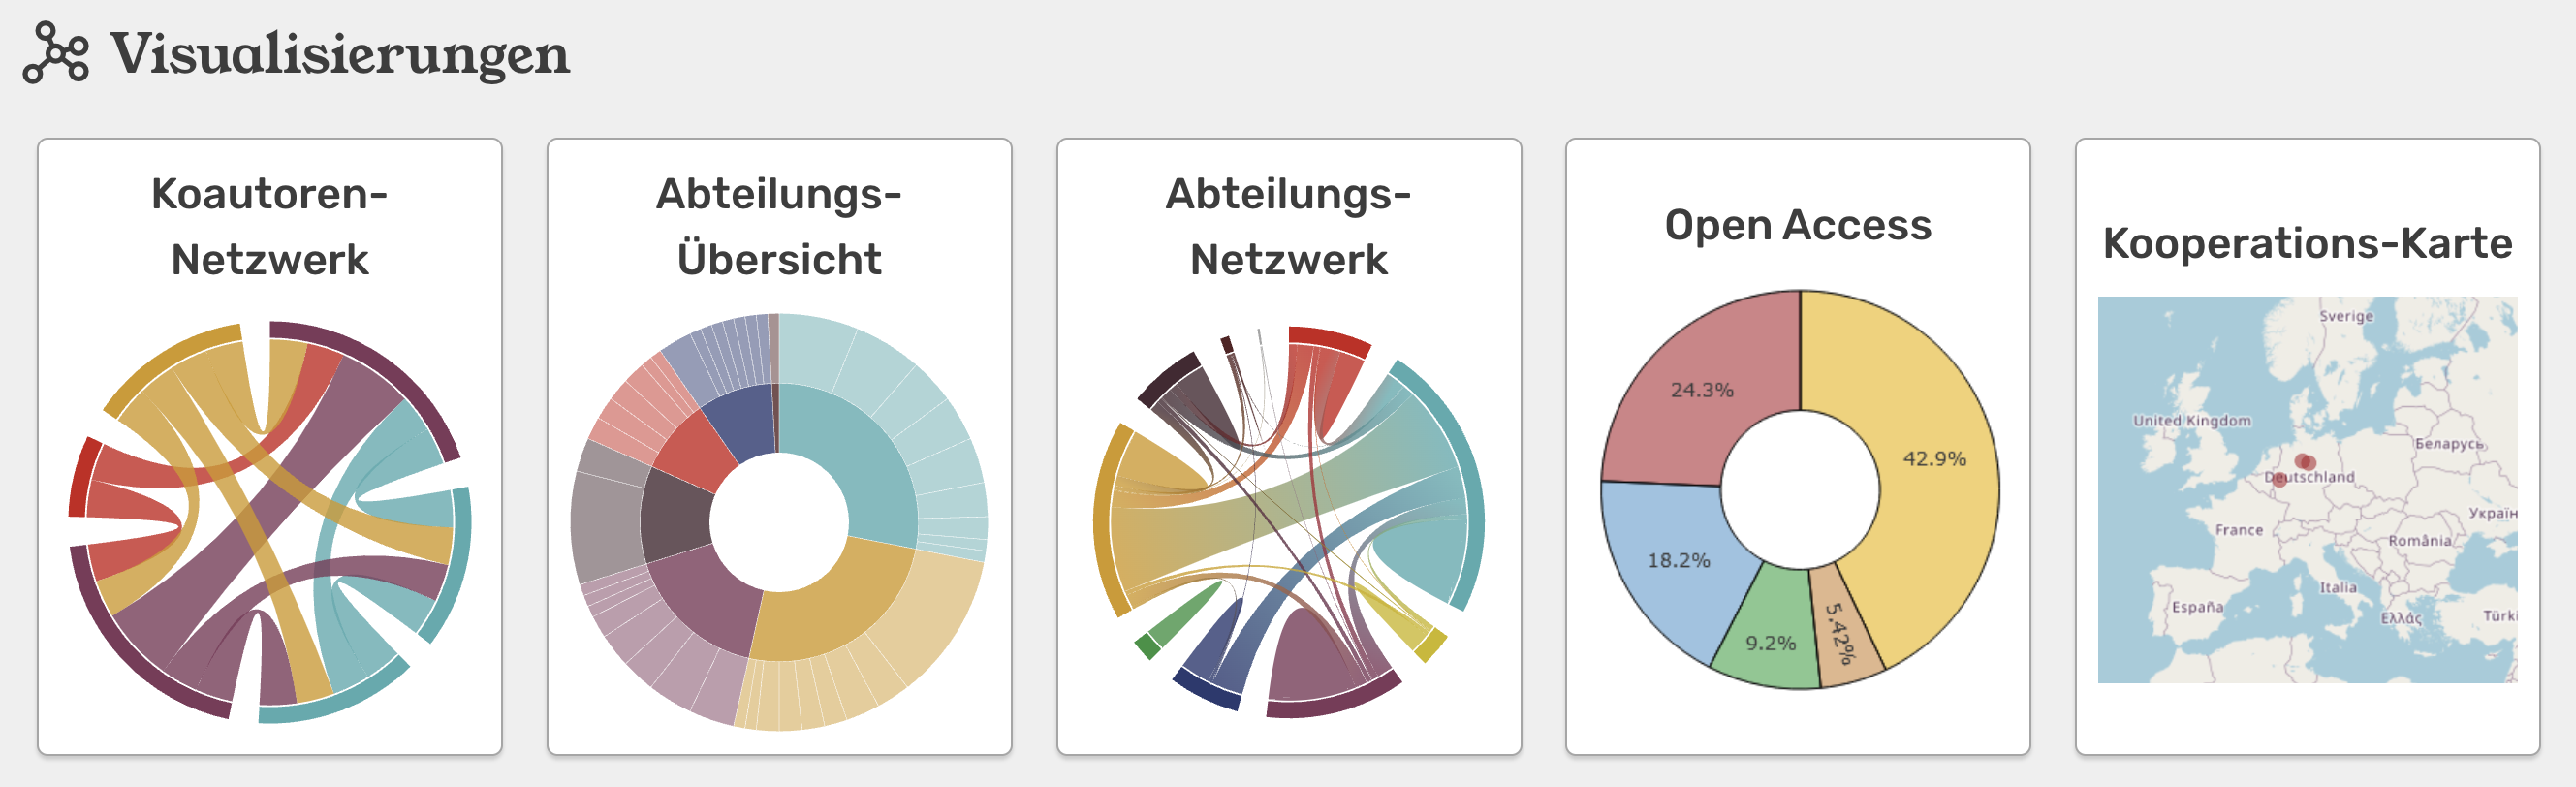 Visualisierungen
Koautoren-
Netzwerk
Abteilungs-
Übersicht
Abteilungs-
Netzwerk
Open Access
24.3%
42.9%
18.2%
9.2%
5.42%
Kooperations-Karte
Sverige
United Kingdom
Беларусь
Deutschland
Україн
France
România
Italia
España
Ελλάς
Türki